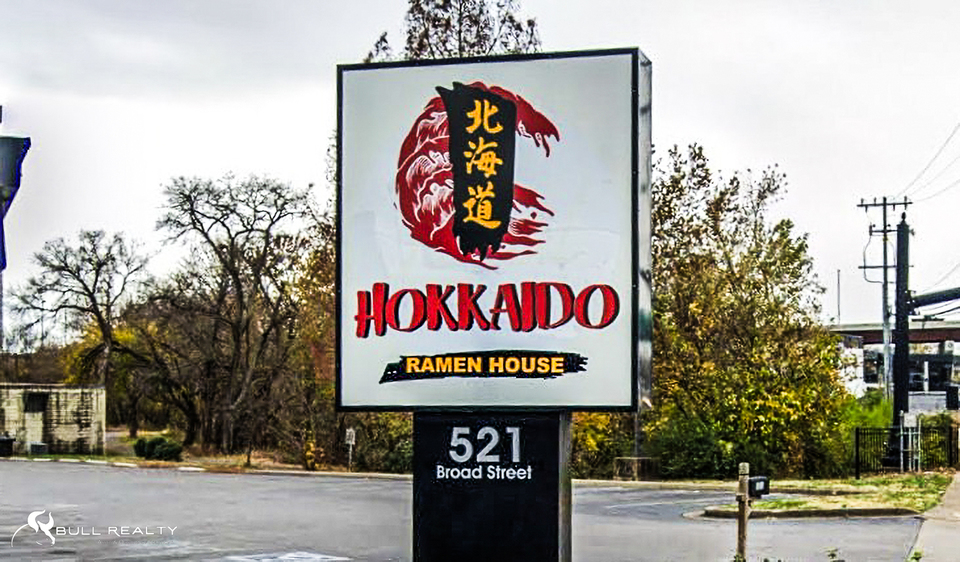 北
海
道
HOKKAIDO
RAMEN HOUSE
521
Broad Street
BULL REALTY